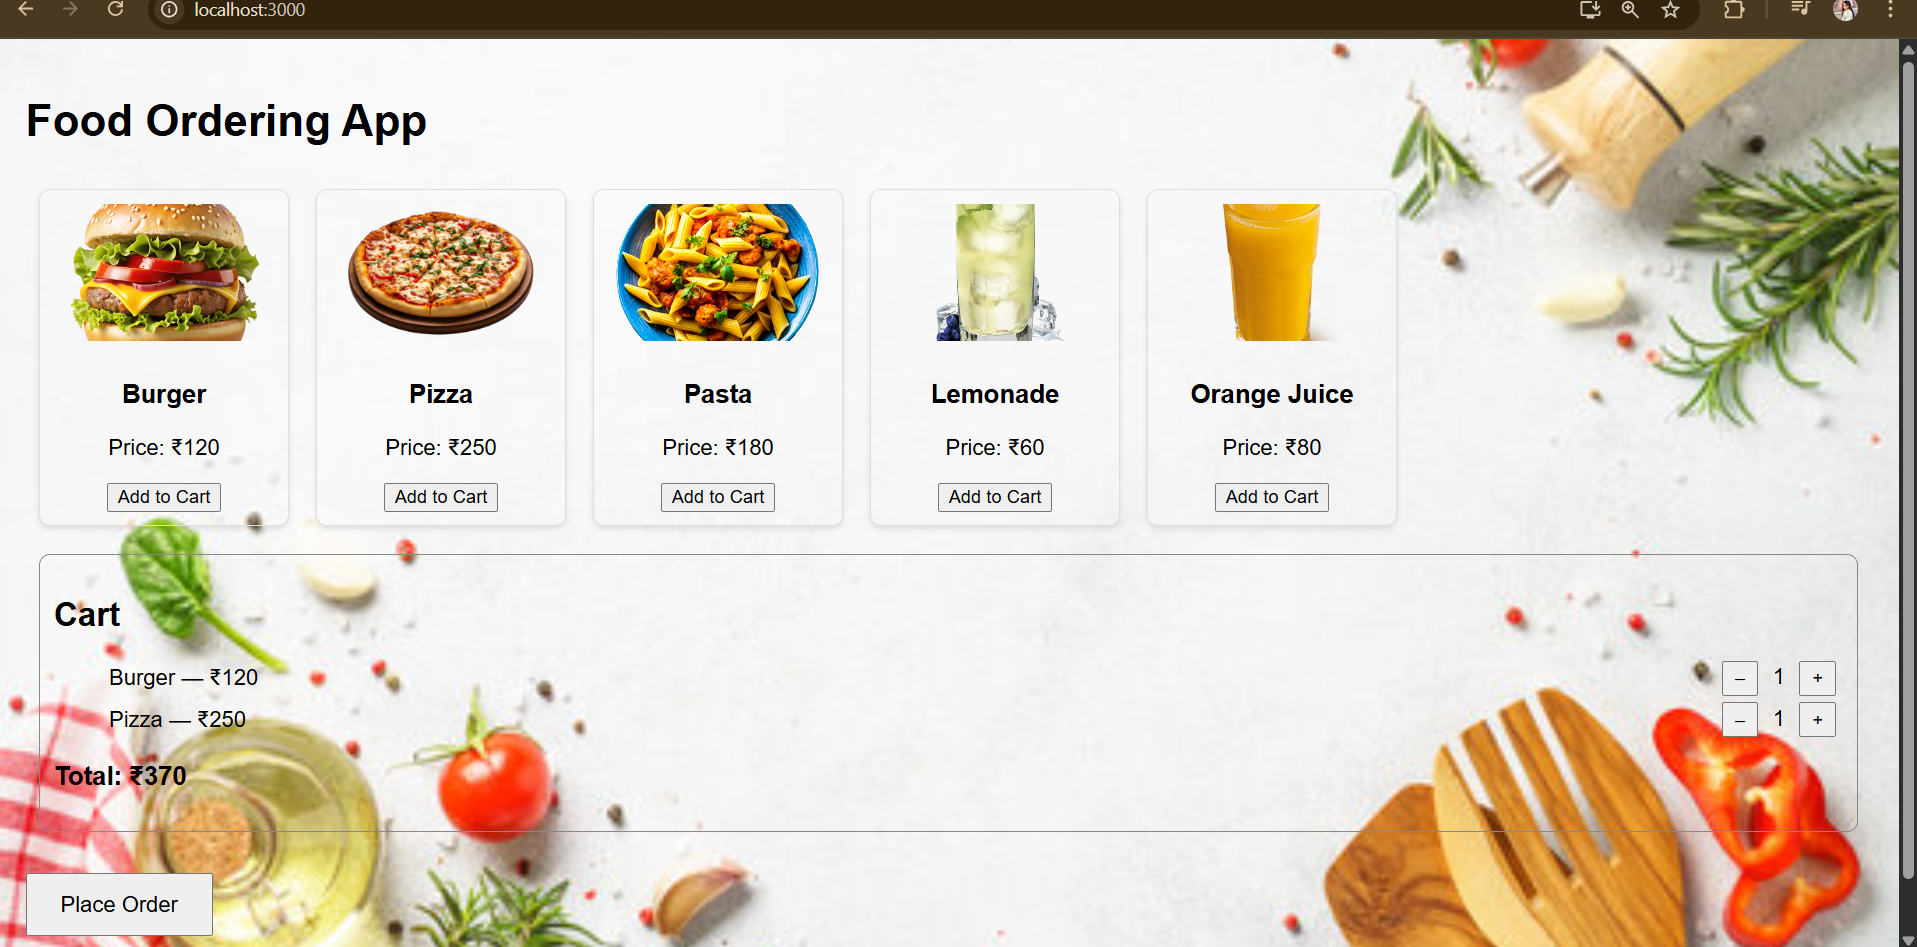 localhost:3000
Food Ordering App
Burger
Price: ₹120
Add to Cart
Pizza
Price: ₹250
Add to Cart
Pasta
Price: ₹180
Add to Cart
Lemonade
Price: ₹60
Add to Cart
Orange Juice
Price: ₹80
Add to Cart
Cart
Burger — ₹120 – 1 +
Pizza — ₹250 – 1 +
Total: ₹370
Place Order